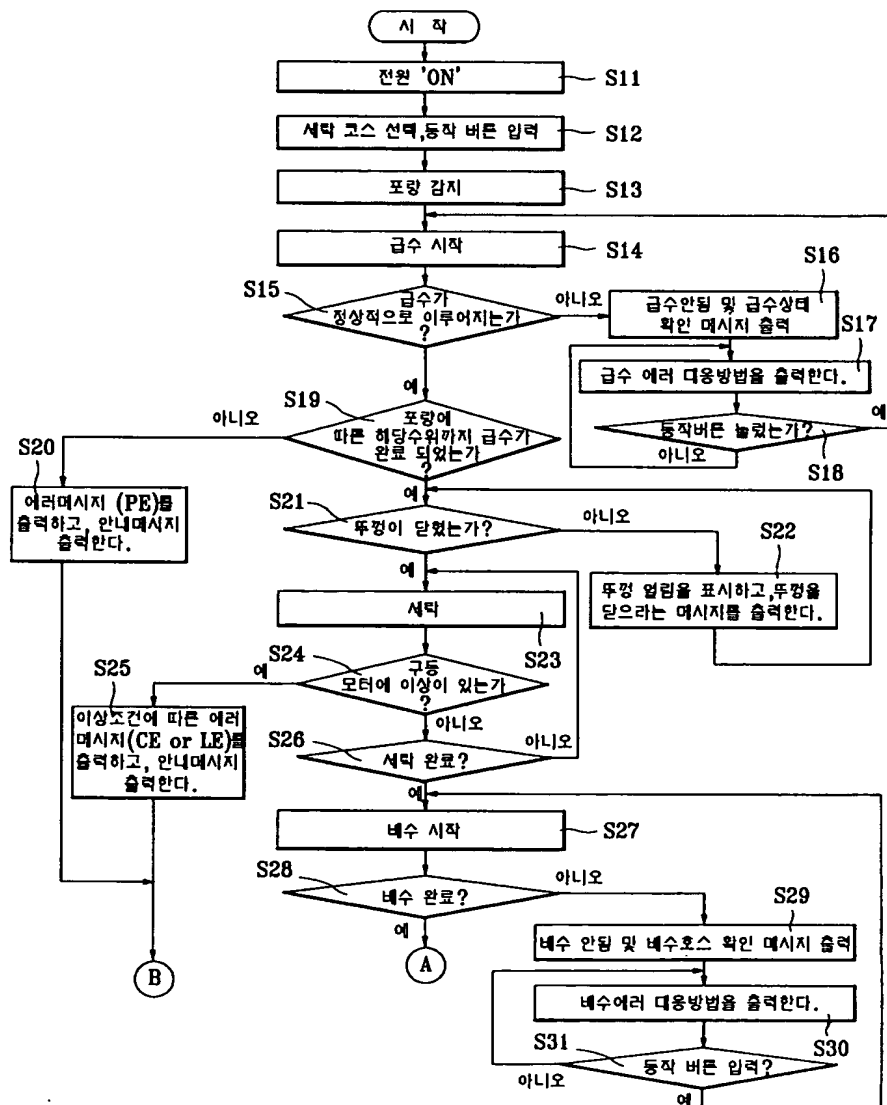 시 작
전원 'ON'
S11
세탁 코스 선택,동작 버튼 입력
S12
포량 감지
S13
급수 시작
S14
S15
급수가
정상적으로 이루어지는가
?
아니오
예
S16
급수안됨 및 급수상태
확인 메시지 출력
S17
급수 에러 대응방법을 출력한다.
동작버튼 눌렀는가?
예
아니오
S18
S19
포량에
따른 해당수위까지 급수가
완료 되었는가
?
아니오
예
S20
에러메시지 (PE)를
출력하고, 안내메시지
출력한다.
S21
뚜껑이 닫혔는가?
아니오
예
S22
뚜껑 열림을 표시하고,뚜껑을
닫으라는 메시지를 출력한다.
세탁
S23
S24
구동
모터에 이상이 있는가
?
예
아니오
S25
이상조건에 따른 에러
메시지(CE or LE)를
출력하고, 안내메시지
출력한다.
S26
세탁 완료?
아니오
예
배수 시작
S27
S28
배수 완료?
아니오
예
S29
배수 안됨 및 배수호스 확인 메시지 출력
B
A
배수에러 대응방법을 출력한다.
S30
S31
동작 버튼 입력?
아니오
예